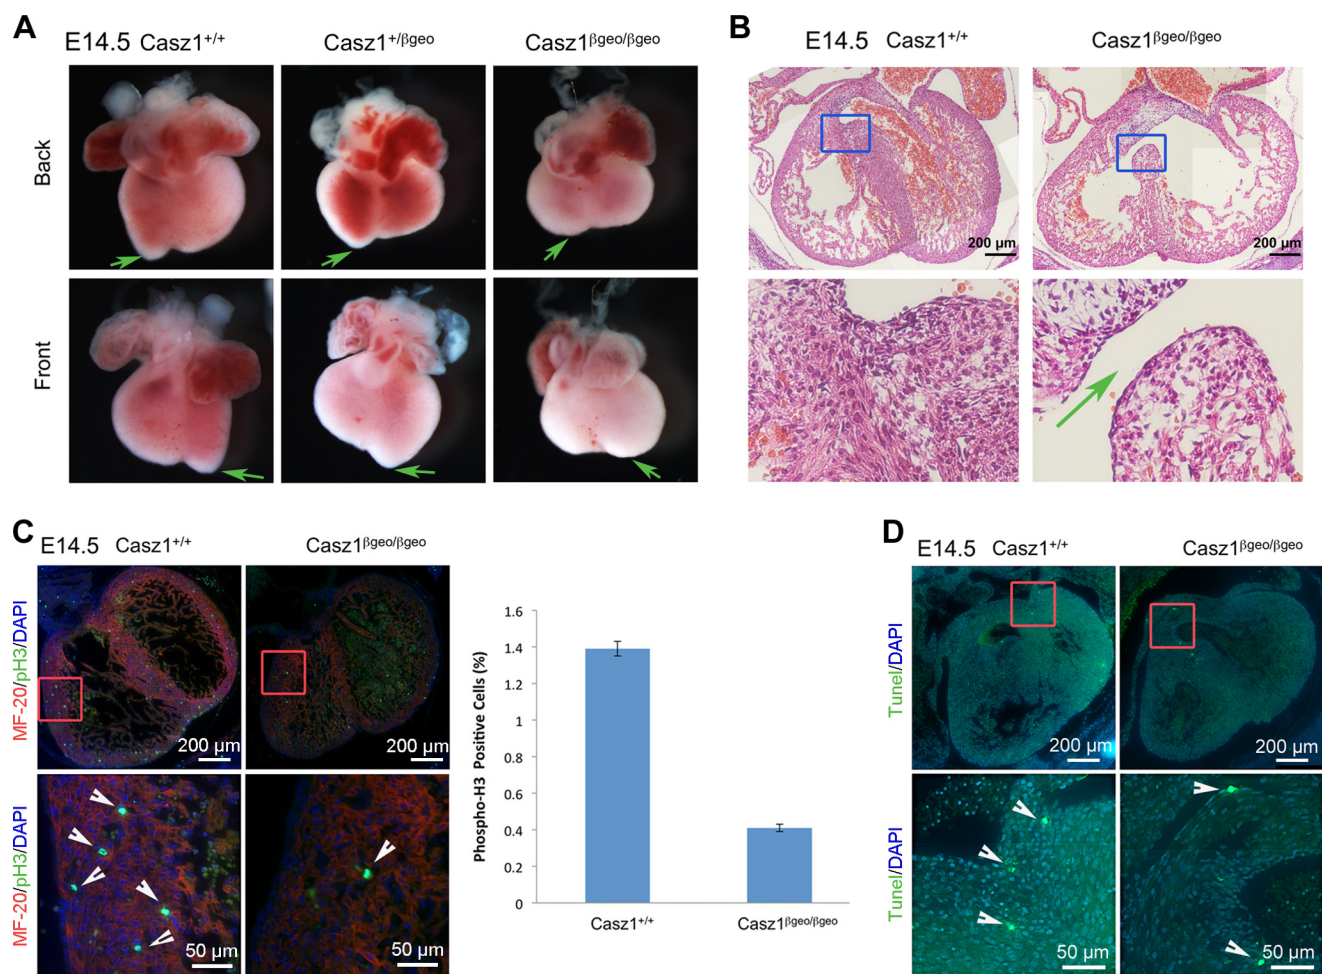 A
E14.5 Casz1+/+
Casz1+/βgeo
Casz1βgeo/βgeo
Back
Front
B
E14.5 Casz1+/+
Casz1βgeo/βgeo
200 µm
200 µm
C
E14.5 Casz1+/+
Casz1βgeo/βgeo
MF-20/pH3/DAPI
200 µm
200 µm
MF-20/pH3/DAPI
50 µm
50 µm
Phospho-H3 Positive Cells (%)
1.6
1.4
1.2
1
0.8
0.6
0.4
0.2
0
Casz1+/+
Casz1βgeo/βgeo
D
E14.5 Casz1+/+
Casz1βgeo/βgeo
Tunel/DAPI
200 µm
200 µm
Tunel/DAPI
50 µm
50 µm